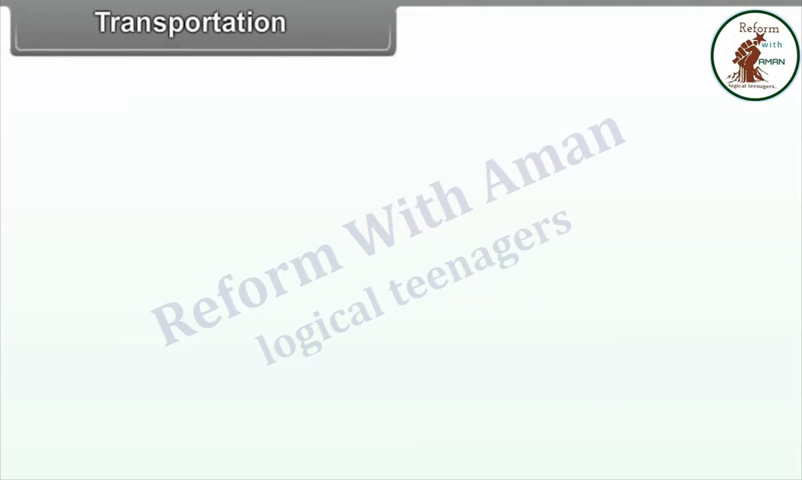 Transportation
Reform
with
AMAN
logical teenagers..
Reform With Aman
logical teenagers